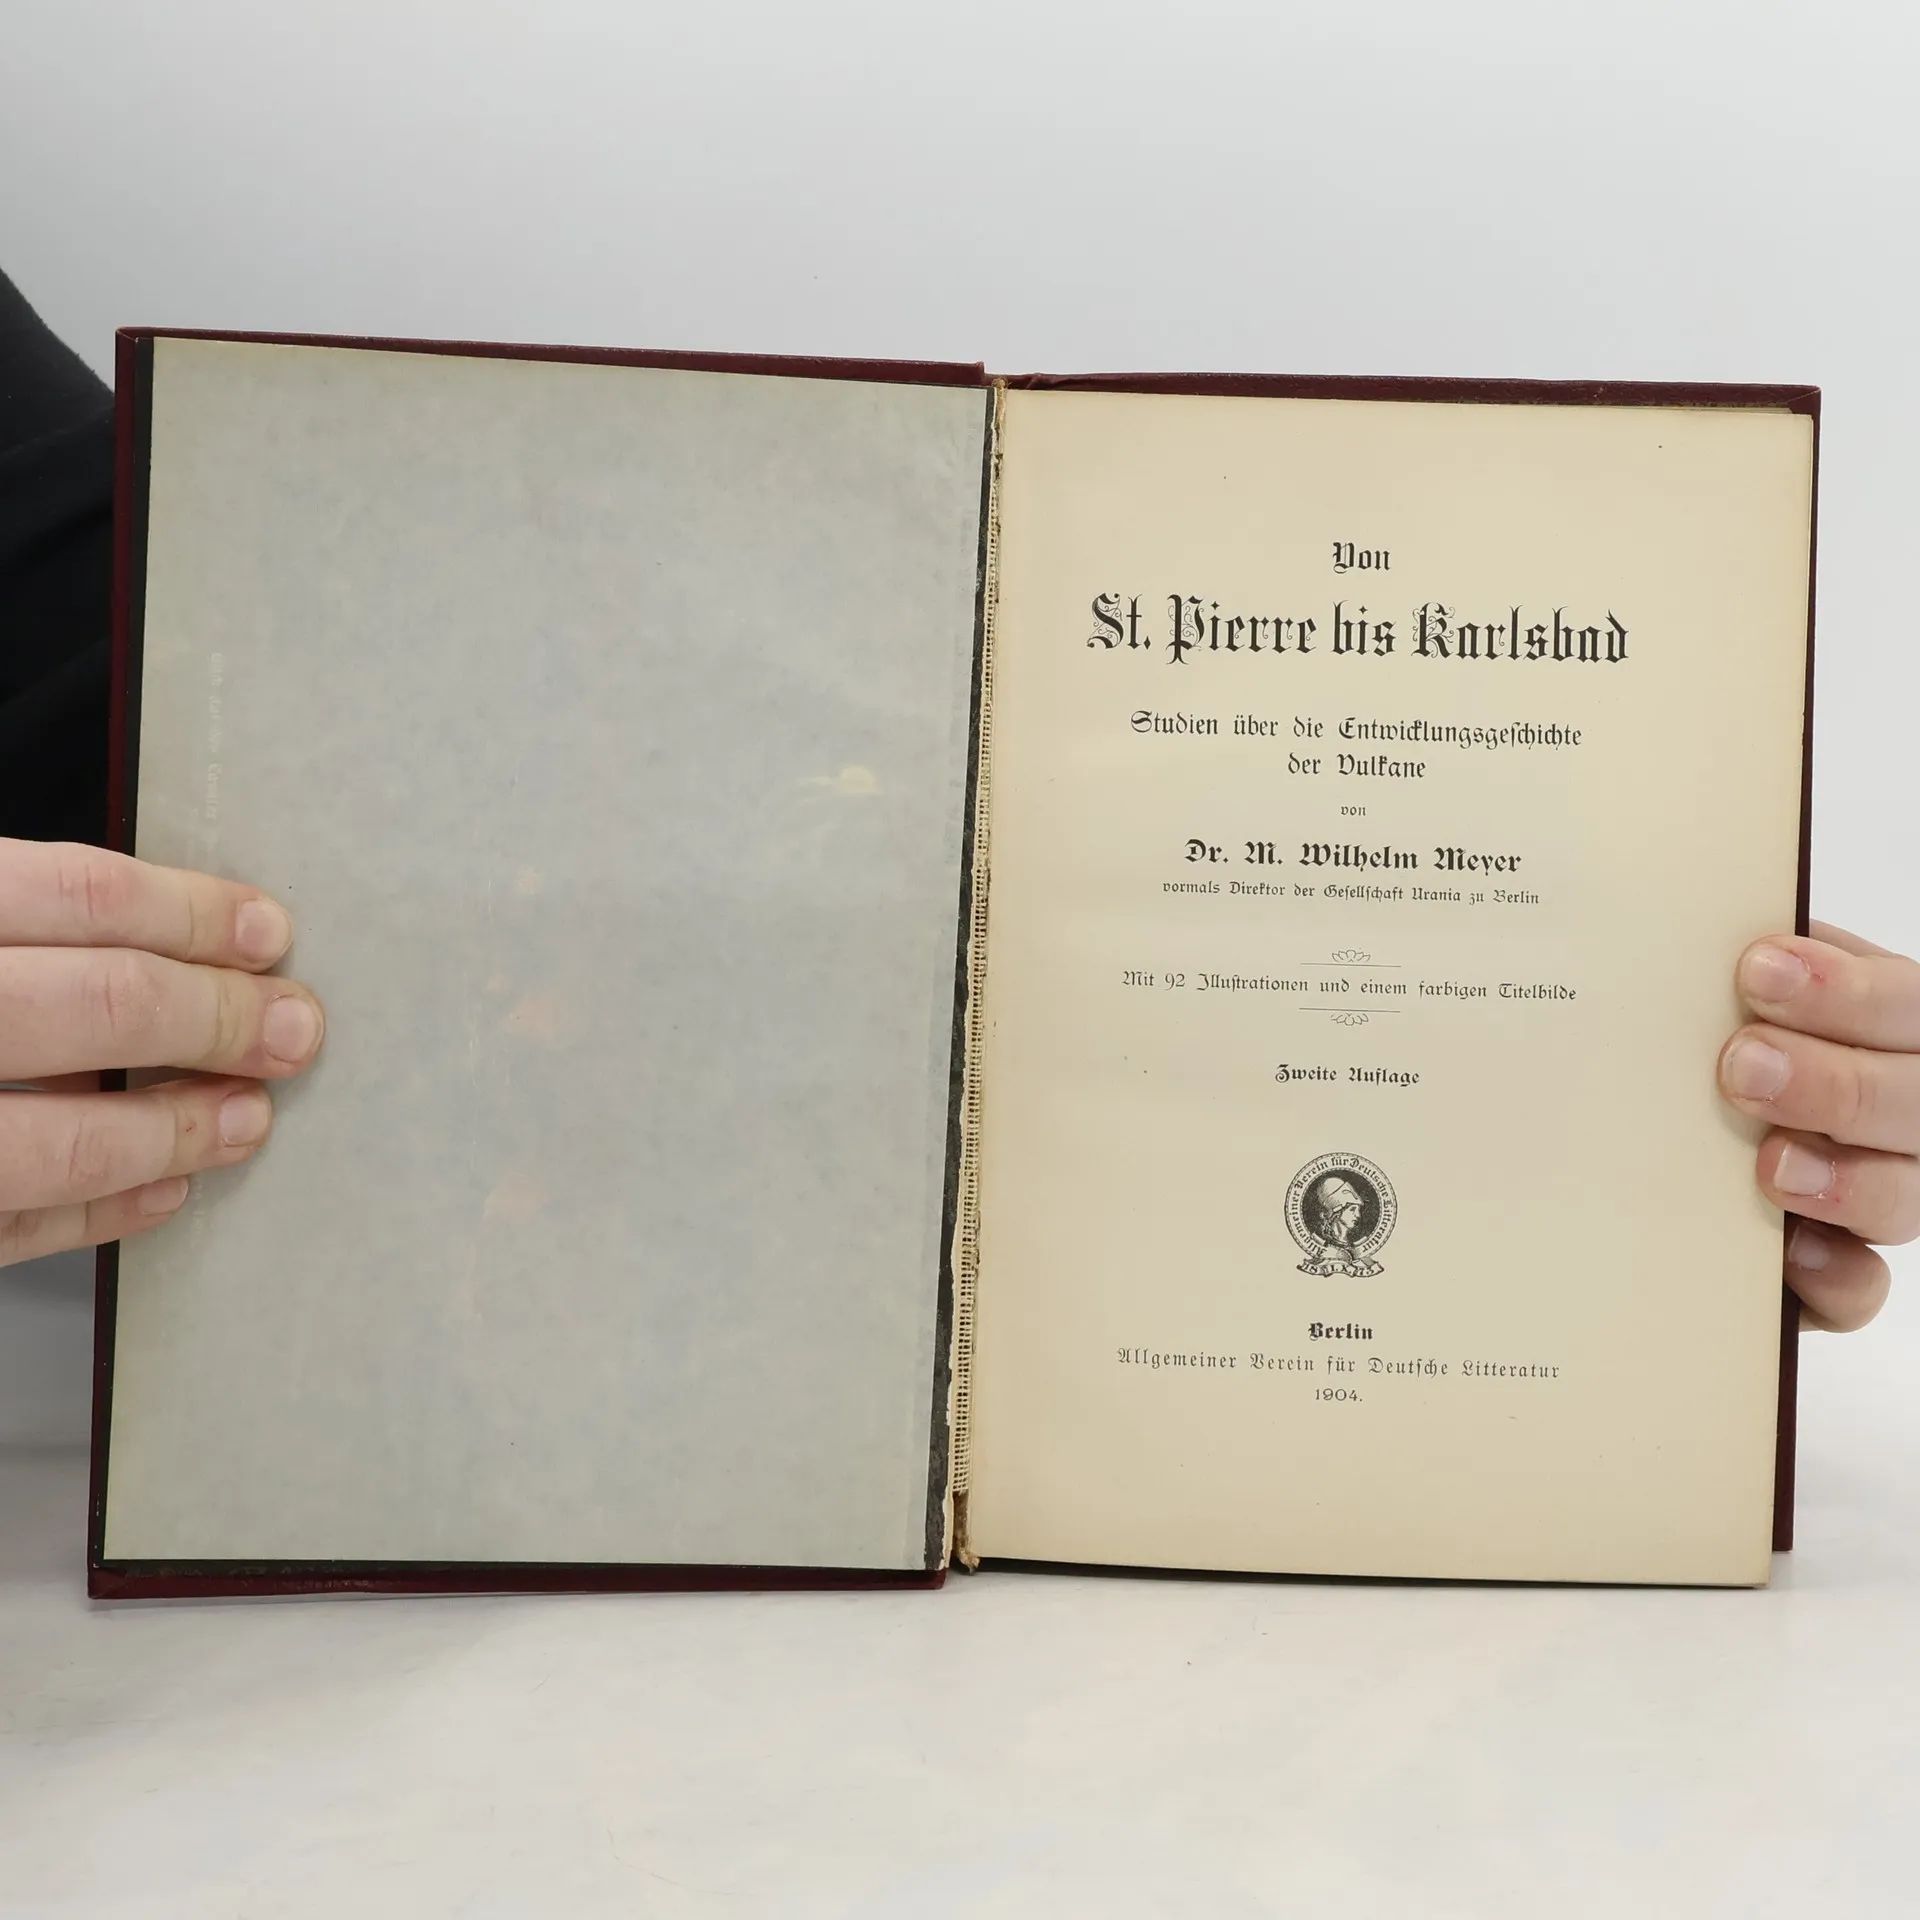 Von
St. Pierre bis Karlsbad
Studien über die Entwicklungsgeschichte
der Vulkane
von
Dr. M. Wilhelm Meyer
vormals Direktor der Gesellschaft Urania zu Berlin
Mit 92 Illustrationen und einem farbigen Titelbilde
Zweite Auflage
Allgemeiner Verein für Deutsche Litteratur
18 I.X. 73
Berlin
Allgemeiner Verein für Deutsche Litteratur
1904.